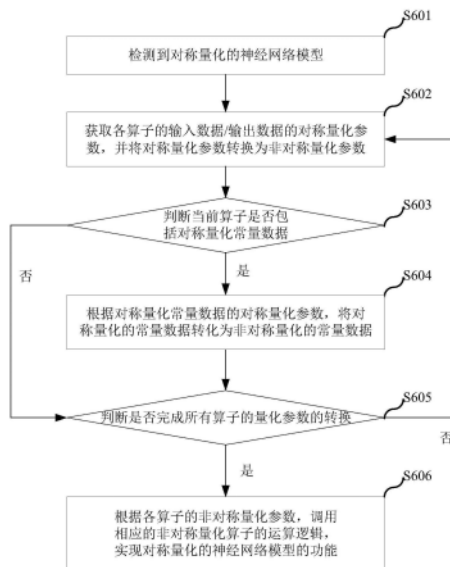 S601
检测到对称量化的神经网络模型
S602
获取各算子的输入数据/输出数据的对称量化参
数，并将对称量化参数转换为非对称量化参数
S603
判断当前算子是否包
括对称量化常量数据
否
是
S604
根据对称量化常量数据的对称量化参数，将对
称量化的常量数据转化为非对称量化的常量数据
S605
判断是否完成所有算子的量化参数的转换
否
是
S606
根据各算子的非对称量化参数，调用
相应的非对称量化算子的运算逻辑，
实现对称量化的神经网络模型的功能